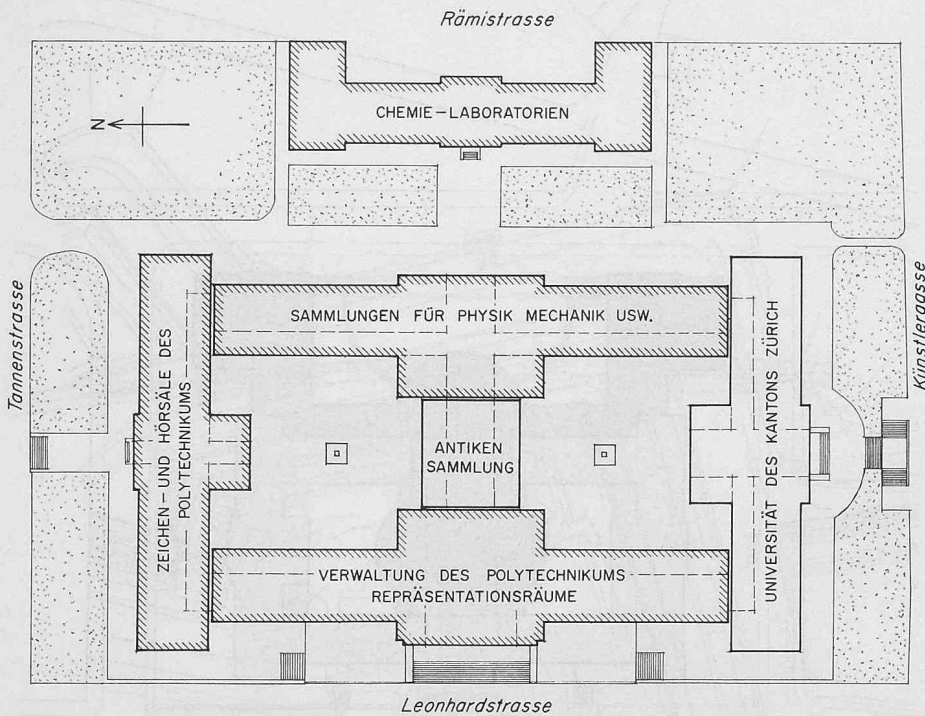 Rämistrasse
CHEMIE–LABORATORIEN
N
SAMMLUNGEN FÜR PHYSIK MECHANIK USW.
Tannenstrasse
ZEICHEN– UND HÖRSÄLE DES
POLYTECHNIKUMS
ANTIKEN
SAMMLUNG
UNIVERSITÄT DES KANTONS ZÜRICH
Künstlergasse
VERWALTUNG DES POLYTECHNIKUMS
REPRÄSENTATIONSRÄUME
Leonhardstrasse